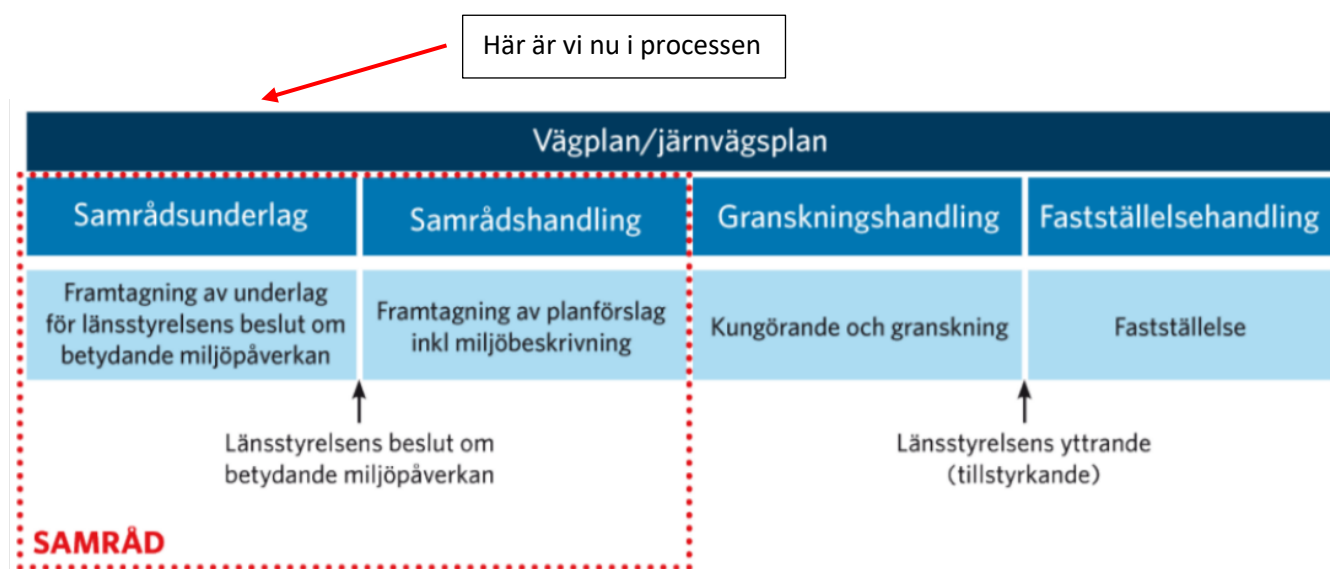 Här är vi nu i processen
Vägplan/järnvägsplan
Samrådsunderlag
Samrådshandling
Granskningshandling
Fastställelsehandling
Framtagning av underlag
för länsstyrelsens beslut om
betydande miljöpåverkan
Framtagning av planförslag
inkl miljöbeskrivning
Kungörande och granskning
Fastställelse
Länsstyrelsens beslut om
betydande miljöpåverkan
Länsstyrelsens yttrande
(tillstyrkande)
SAMRÅD